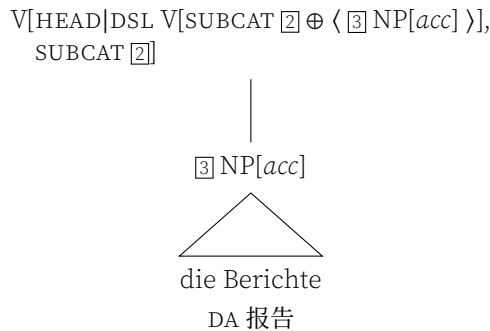 V[HEAD|DSL V[SUBCAT 2 ⊕ ⟨ 3 NP[acc] ⟩],
SUBCAT 2]
3 NP[acc]
die Berichte
DA 报告